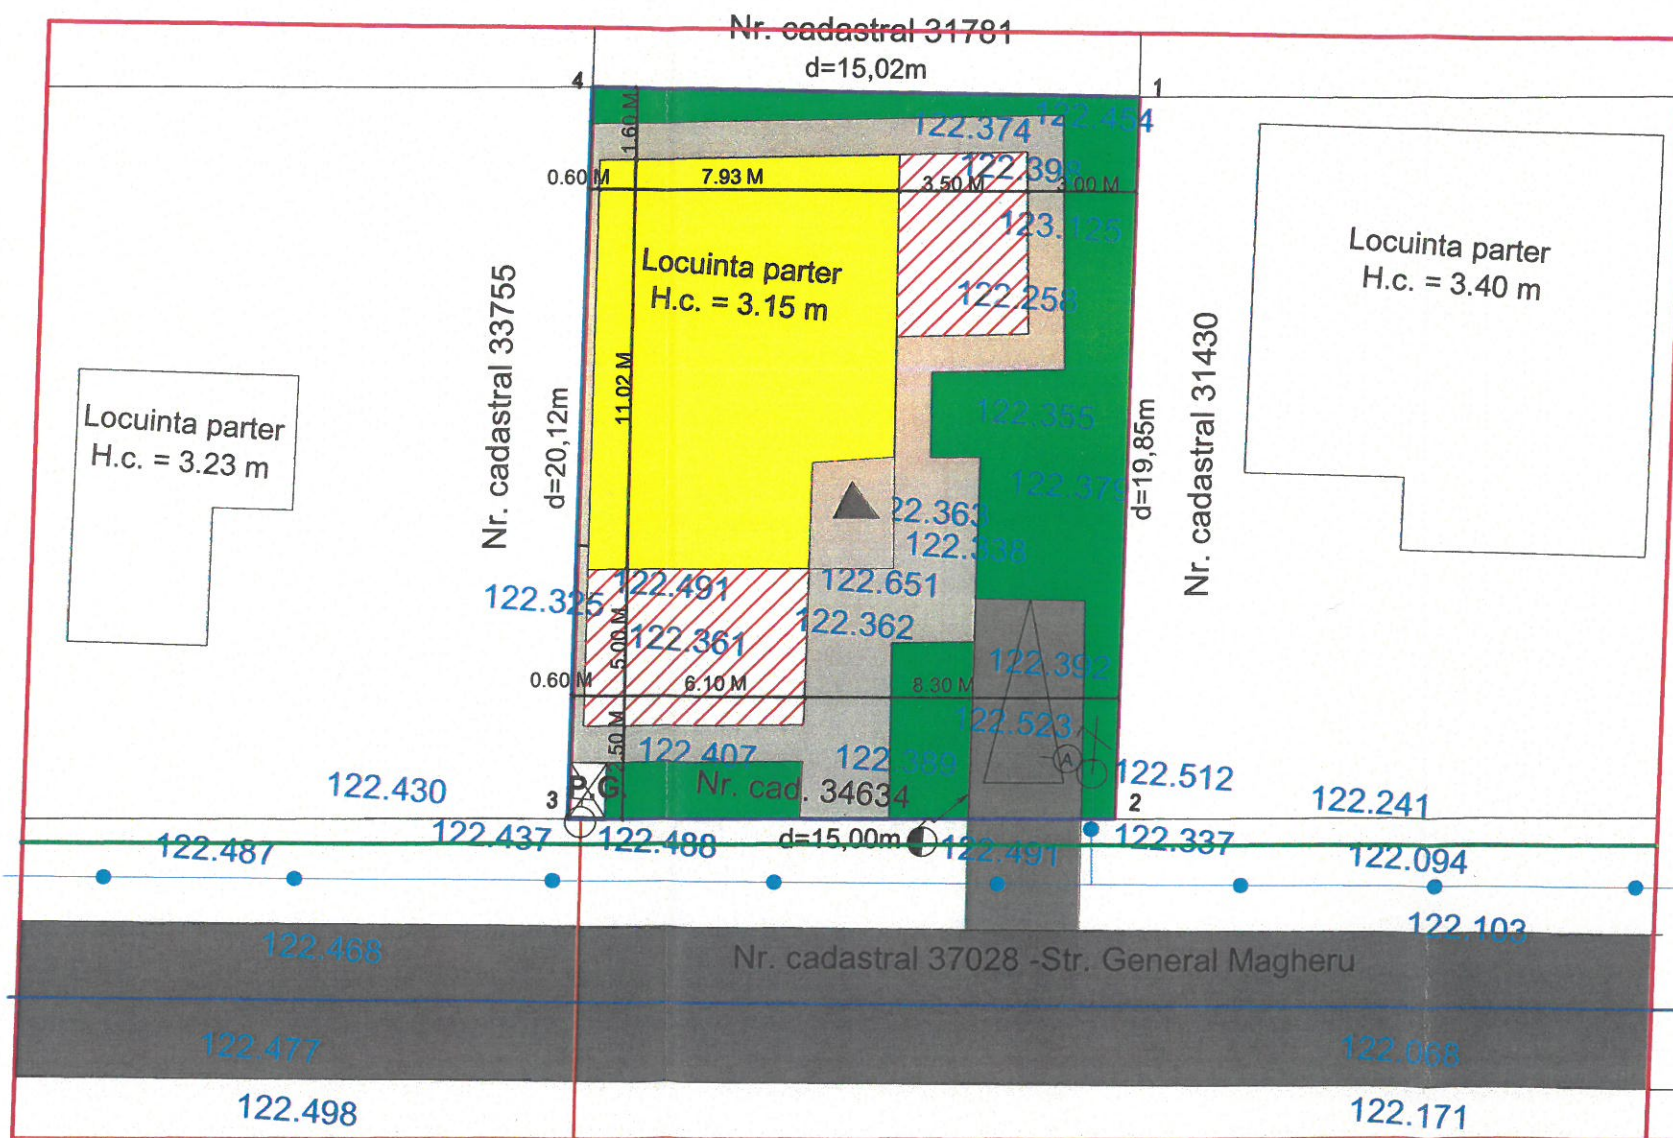 Nr. cadastral 31781
d=15,02m
4
1
1.60 M
122.374
122.454
0.60 M
7.93 M
122.398
3.50 M
3.00 M
123.125
Locuinta parter
H.c. = 3.15 m
122.258
Locuinta parter
H.c. = 3.40 m
Nr. cadastral 33755
d=20,12m
11.02 M
Nr. cadastral 31430
d=19,85m
Locuinta parter
H.c. = 3.23 m
122.355
122.379
22.363
122.338
122.325
122.491
122.651
5.00 M
122.361
122.362
122.392
0.60 M
6.10 M
8.30 M
122.523
2.50 M
122.407
122.389
A
122.430
3
P.G.
Nr. cad. 34634
122.512
2
122.241
122.487
122.437
122.488
d=15,00m
122.491
122.337
122.094
122.103
122.468
Nr. cadastral 37028 -Str. General Magheru
122.477
122.068
122.498
122.171